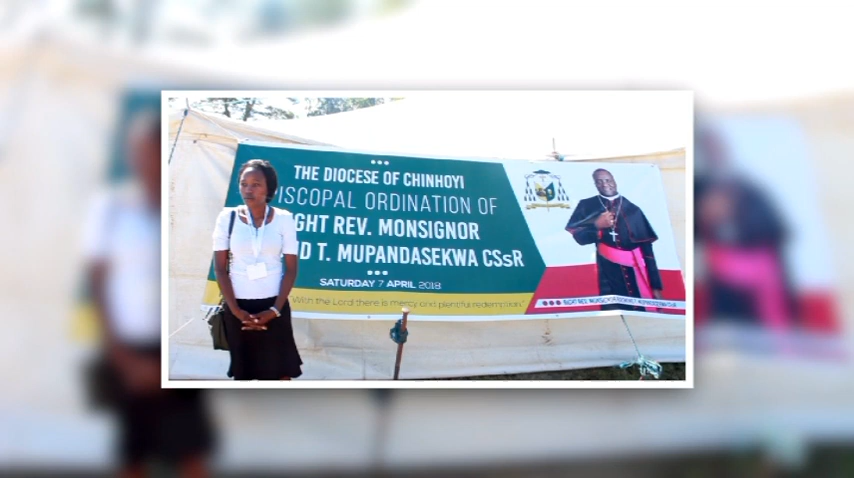 THE DIOCESE OF CHINHOYI
ISCOPAL ORDINATION OF
GHT REV. MONSIGNOR
ND T. MUPANDASEKWA CSsR
SATURDAY 7 APRIL 2018
"With the Lord there is mercy and plentiful redemption"